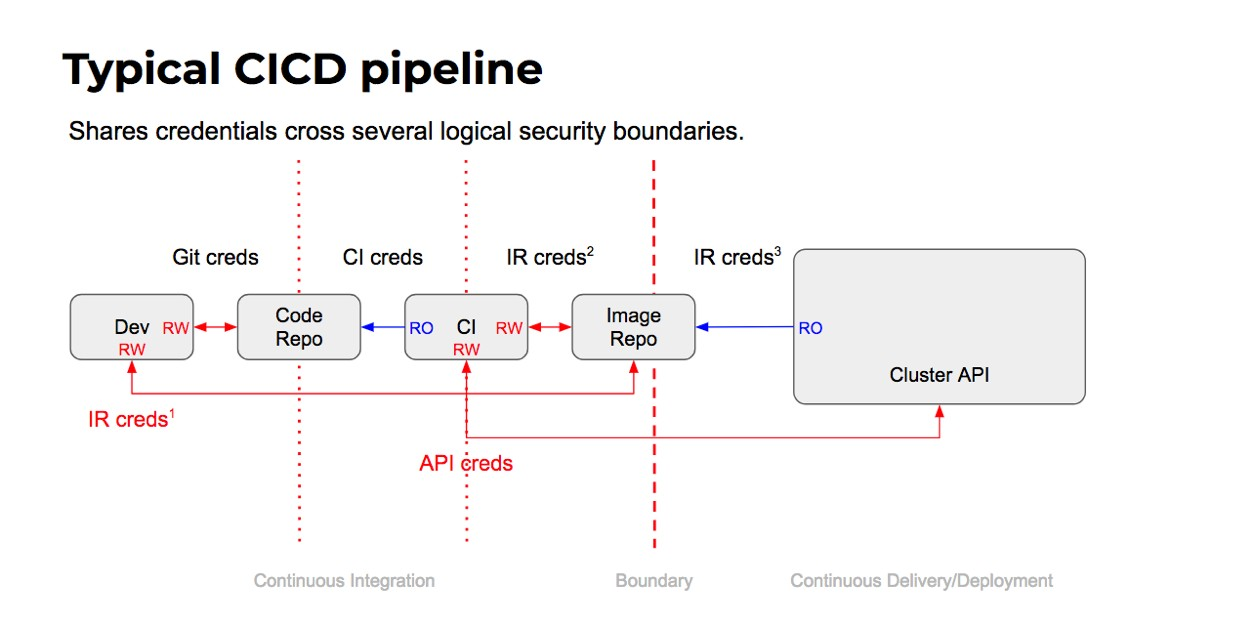 Typical CICD pipeline
Shares credentials cross several logical security boundaries.
Git creds
CI creds
IR creds²
IR creds³
Dev RW
RW
Code
Repo
RO CI RW
RW
Image
Repo
RO
Cluster API
IR creds¹
API creds
Continuous Integration
Boundary
Continuous Delivery/Deployment